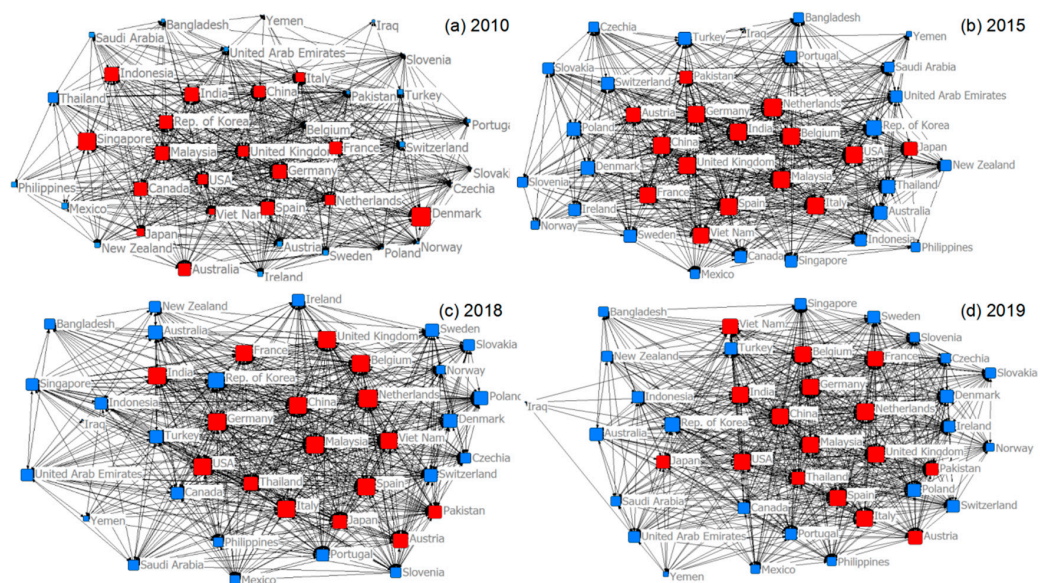 (a) 2010
Bangladesh
Yemen
Iraq
Saudi Arabia
United Arab Emirates
Slovenia
Indonesia
Italy
Thailand
India
China
Pakistan
Turkey
Rep. of Korea
Belgium
Portuga
Singapore
Malaysia
United Kingdom
France
Switzerland
USA
Germany
Slovaki
Philippines
Canada
Czechia
Mexico
Viet Nam
Spain
Netherlands
Denmark
Japan
New Zealand
Austria
Sweden
Poland
Norway
Australia
Ireland
(b) 2015
Bangladesh
Czechia
Turkey
Iraq
Yemen
Portugal
Slovakia
Switzerland
Pakistan
Saudi Arabia
United Arab Emirates
Austria
Germany
Netherlands
Poland
India
Belgium
Rep. of Korea
China
USA
Japan
Denmark
United Kingdom
New Zealand
Slovenia
Malaysia
Thailand
France
Ireland
Spain
Italy
Australia
Norway
Sweden
Viet Nam
Indonesia
Philippines
Canada
Singapore
Mexico
(c) 2018
Ireland
New Zealand
Bangladesh
Australia
United Kingdom
Sweden
Slovakia
France
Belgium
Norway
Singapore
India
Rep. of Korea
Netherlands
Polan
Indonesia
China
Iraq
Germany
Denmark
Turkey
Malaysia
Viet Nam
Czechia
United Arab Emirates
USA
Switzerland
Canada
Thailand
Spain
Yemen
Italy
Japana
Pakistan
Philippines
Austria
Saudi Arabia
Portugal
Mexico
Slovenia
(d) 2019
Singapore
Bangladesh
Viet Namz
Sweden
Slovenia
New Zealand
Turkey
Belgium
France
Czechia
Slovakia
Iraq
Indonesia
India
Germany
Denmark
Australia
Rep. of Korea
China
Netherlands
Ireland
Norway
Japan
USA
Malaysia
United Kingdom
Pakistan
Thailand
Poland
Saudi Arabia
Canada
Spain
Switzerland
United Arab Emirates
Portugal
Italy
Austria
Yemen
Mexico
Philippines